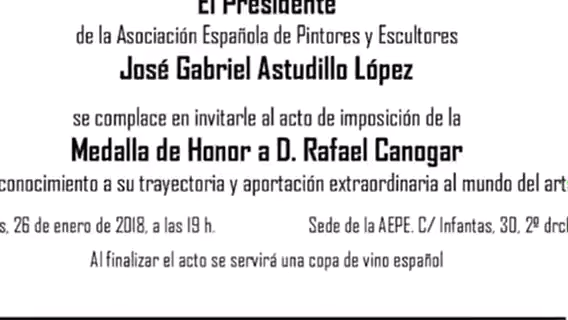 El Presidente
de la Asociación Española de Pintores y Escultores
José Gabriel Astudillo López
se complace en invitarle al acto de imposición de la
Medalla de Honor a D. Rafael Canogar
conocimiento a su trayectoria y aportación extraordinaria al mundo del art
s, 26 de enero de 2018, a las 19 h. Sede de la AEPE. C/ Infantas, 30, 2º drch
Al finalizar el acto se servirá una copa de vino español